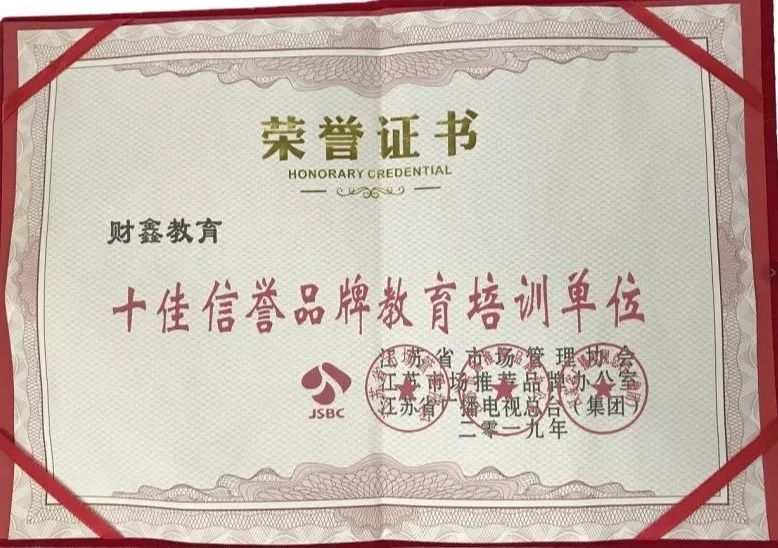 荣誉证书
HONORARY CREDENTIAL
财鑫教育
十佳信誉品牌教育培训单位
江苏省市场管理协会
江苏市场推荐品牌办公室
江苏省广播电视总台（集团）
二零一九年
JSBC